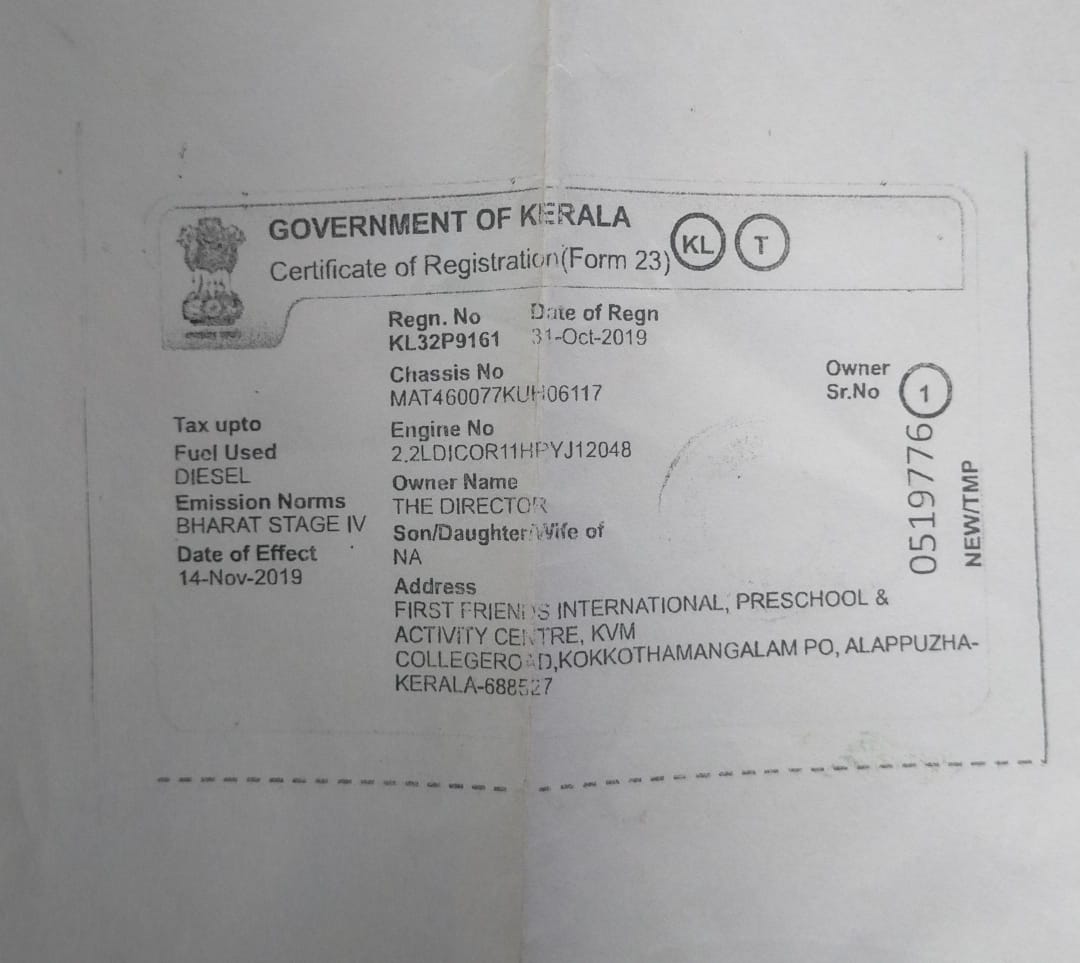 GOVERNMENT OF KERALA
Certificate of Registration(Form 23)
KL
T
Regn. No
Date of Regn
KL32P9161
31-Oct-2019
Chassis No
MAT460077KUH06117
Owner
Sr.No
1
Tax upto
Engine No
Fuel Used
2.2LDICOR11HPYJ12048
DIESEL
Owner Name
Emission Norms
THE DIRECTOR
BHARAT STAGE IV
Son/Daughter/Wife of
Date of Effect
NA
14-Nov-2019
Address
FIRST FRIENDS INTERNATIONAL, PRESCHOOL &
ACTIVITY CENTRE, KVM
COLLEGEROAD,KOKKOTHAMANGALAM PO, ALAPPUZHA-
KERALA-688527
05197776
NEW/TMP